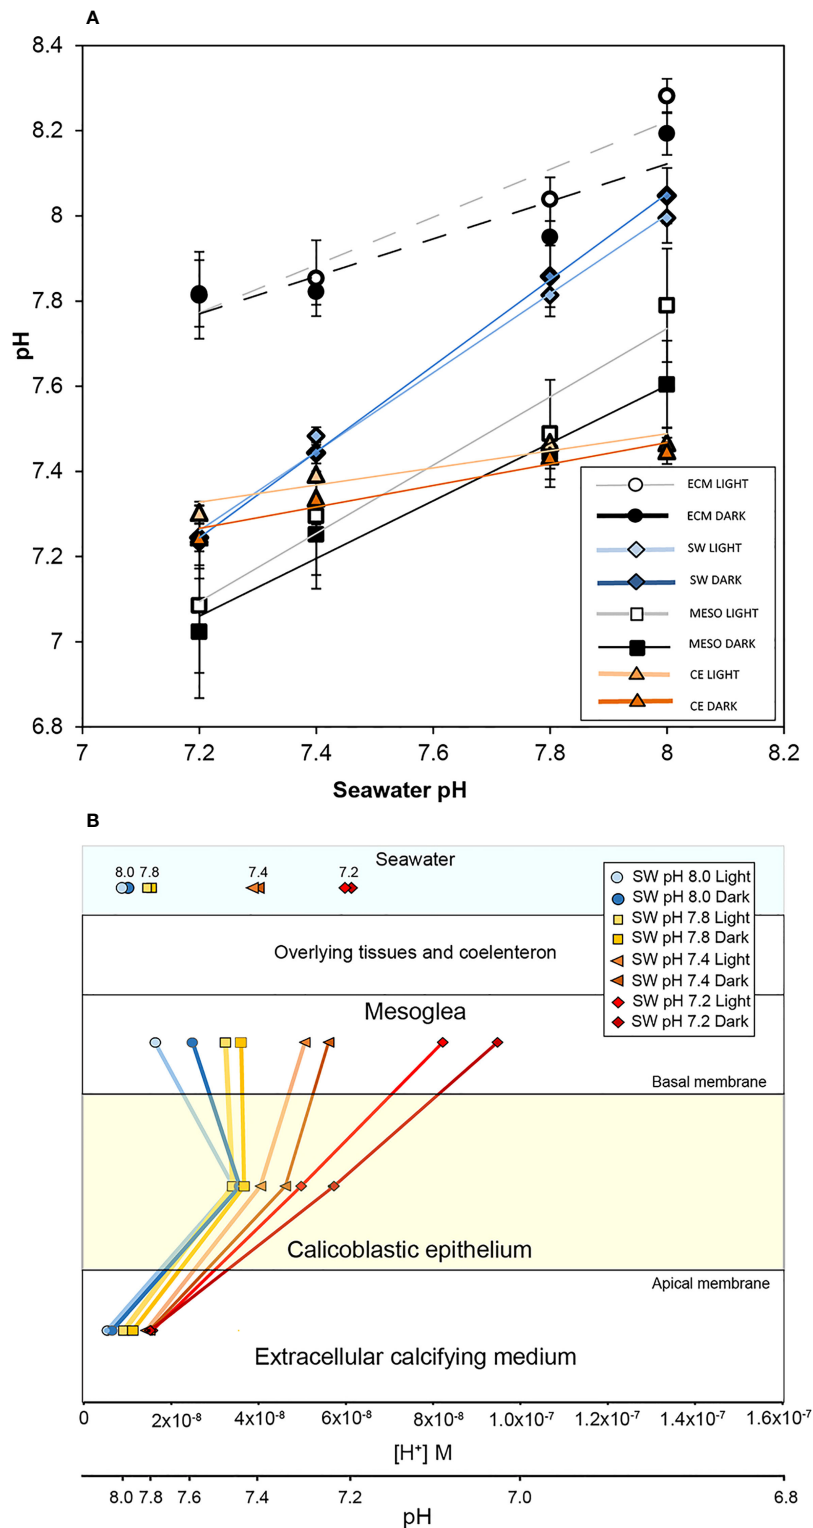 A
8.4
8.2
8
7.8
7.6
7.4
7.2
7
6.8
pH
7 7.2 7.4 7.6 7.8 8 8.2
Seawater pH
ECM LIGHT
ECM DARK
SW LIGHT
SW DARK
MESO LIGHT
MESO DARK
CE LIGHT
CE DARK
B
Seawater
8.0 7.8 7.4 7.2
SW pH 8.0 Light
SW pH 8.0 Dark
SW pH 7.8 Light
SW pH 7.8 Dark
SW pH 7.4 Light
SW pH 7.4 Dark
SW pH 7.2 Light
SW pH 7.2 Dark
Overlying tissues and coelenteron
Mesoglea
Basal membrane
Calicoblastic epithelium
Apical membrane
Extracellular calcifying medium
0 2x10⁻⁸ 4x10⁻⁸ 6x10⁻⁸ 8x10⁻⁸ 1.0x10⁻⁷ 1.2x10⁻⁷ 1.4x10⁻⁷ 1.6x10⁻⁷
[H⁺] M
8.0 7.8 7.6 7.4 7.2 7.0 6.8
pH